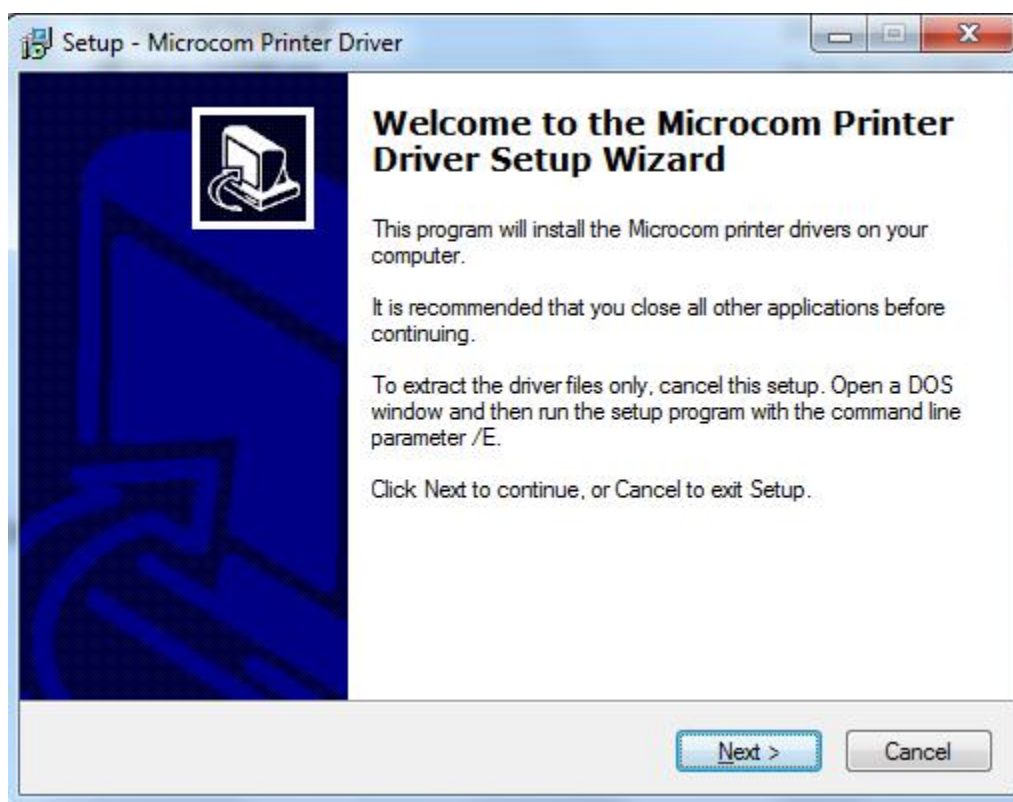 Setup - Microcom Printer Driver
Welcome to the Microcom Printer
Driver Setup Wizard
This program will install the Microcom printer drivers on your
computer.
It is recommended that you close all other applications before
continuing.
To extract the driver files only, cancel this setup. Open a DOS
window and then run the setup program with the command line
parameter /E.
Click Next to continue, or Cancel to exit Setup.
Next >
Cancel